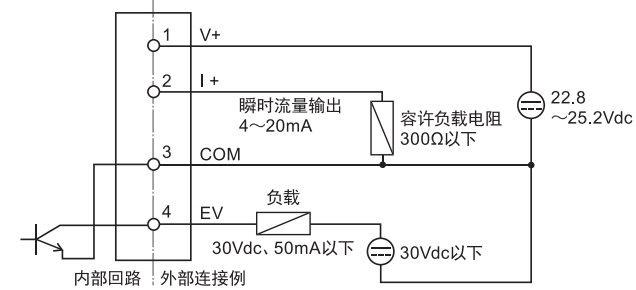 1 V+
2 I +
瞬时流量输出
4～20mA
22.8
～25.2Vdc
容许负载电阻
300Ω以下
3 COM
4 EV
负载
30Vdc、50mA以下
30Vdc以下
内部回路 外部连接例